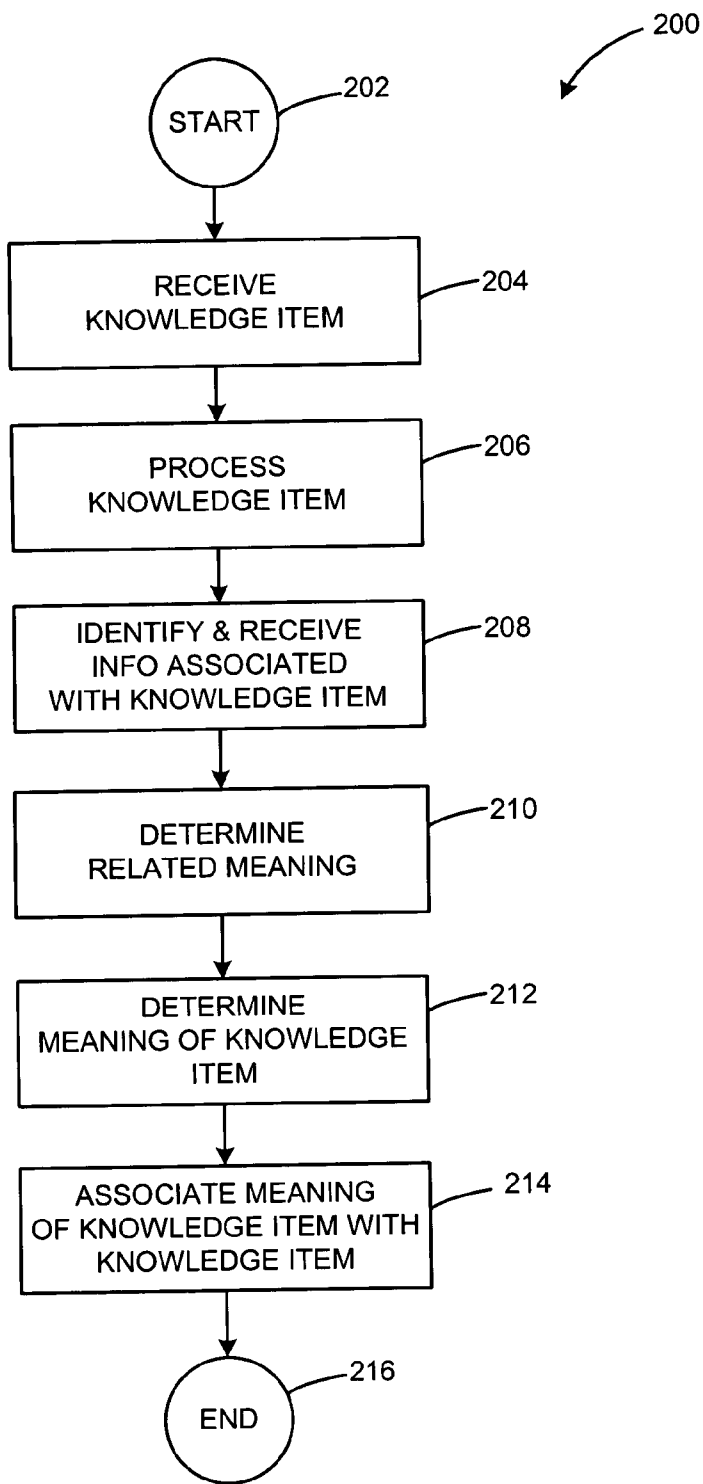 200
START
202
RECEIVE
KNOWLEDGE ITEM
204
PROCESS
KNOWLEDGE ITEM
206
IDENTIFY & RECEIVE
INFO ASSOCIATED
WITH KNOWLEDGE ITEM
208
DETERMINE
RELATED MEANING
210
DETERMINE
MEANING OF KNOWLEDGE
ITEM
212
ASSOCIATE MEANING
OF KNOWLEDGE ITEM WITH
KNOWLEDGE ITEM
214
END
216